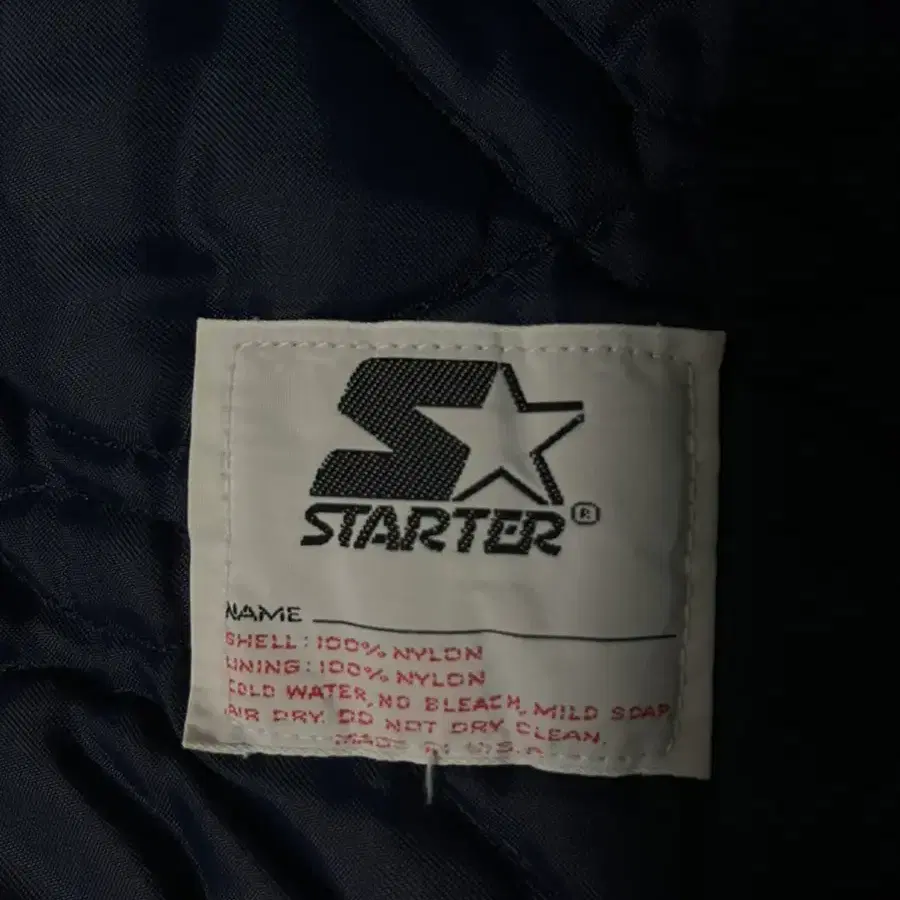 STARTER®
NAME
SHELL: 100% NYLON
LINING: 100% NYLON
COLD WATER, NO BLEACH, MILD SOAP
AIR DRY. DO NOT DRY CLEAN.
MADE IN U.S.A.